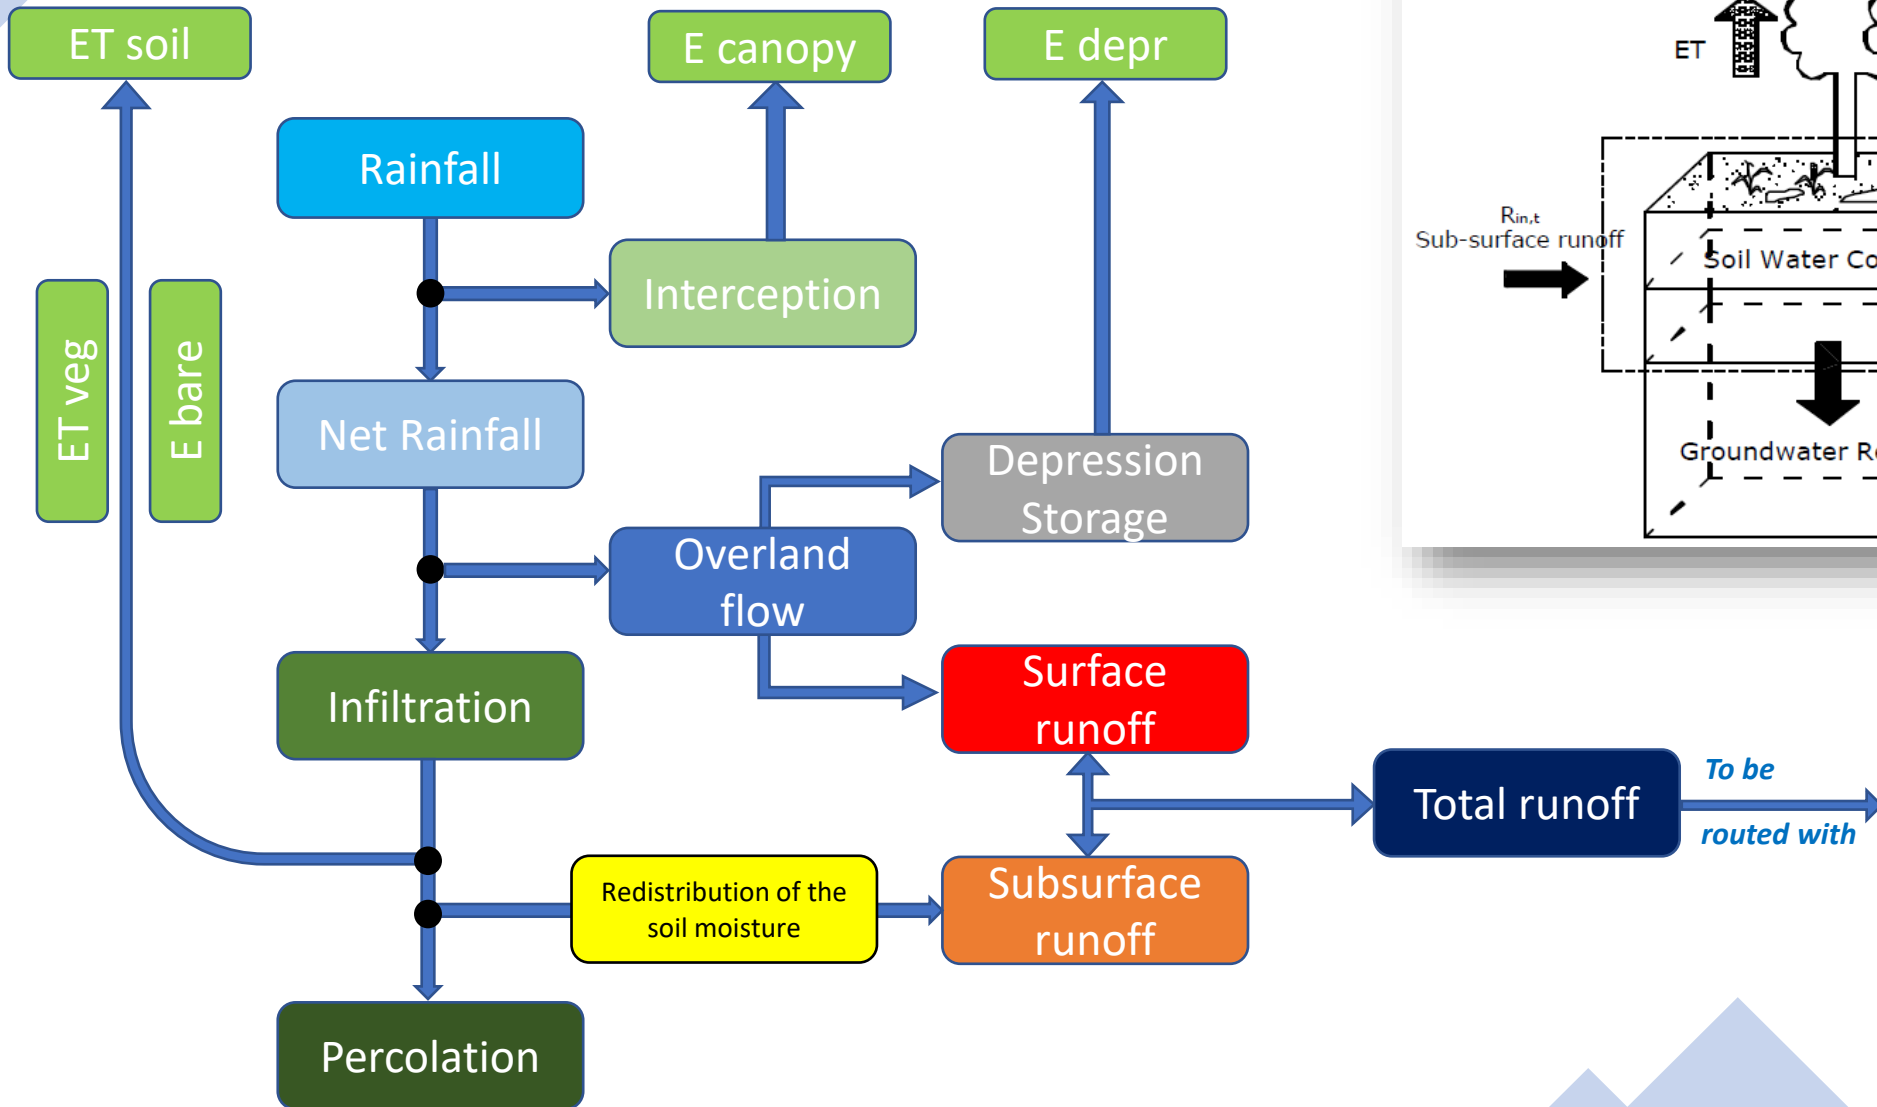 ET soil
E canopy
E depr
ET
Rainfall
R in,t
Sub-surface runoff
Soil Water Co
Interception
ET veg
E bare
Net Rainfall
Depression
Storage
Groundwater Re
Overland
flow
Infiltration
Surface
runoff
Total runoff
To be
routed with
Redistribution of the
soil moisture
Subsurface
runoff
Percolation